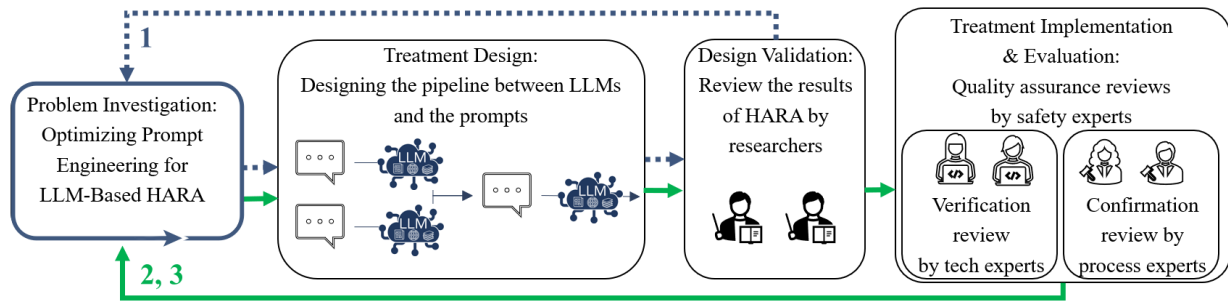 1
Problem Investigation:
Optimizing Prompt
Engineering for
LLM-Based HARA
Treatment Design:
Designing the pipeline between LLMs
and the prompts
LLM
LLM
LLM
Design Validation:
Review the results
of HARA by
researchers
Treatment Implementation
& Evaluation:
Quality assurance reviews
by safety experts
Verification
review
by tech experts
Confirmation
review by
process experts
2, 3